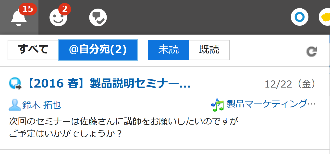 15 2
すべて @自分宛(2) 未読 既読
【2016 春】製品説明セミナー... 12/22（金）
鈴木 拓也 製品マーケティング...
次回のセミナーは佐藤さんに講師をお願いしたいのですが
ご予定はいかがでしょうか？